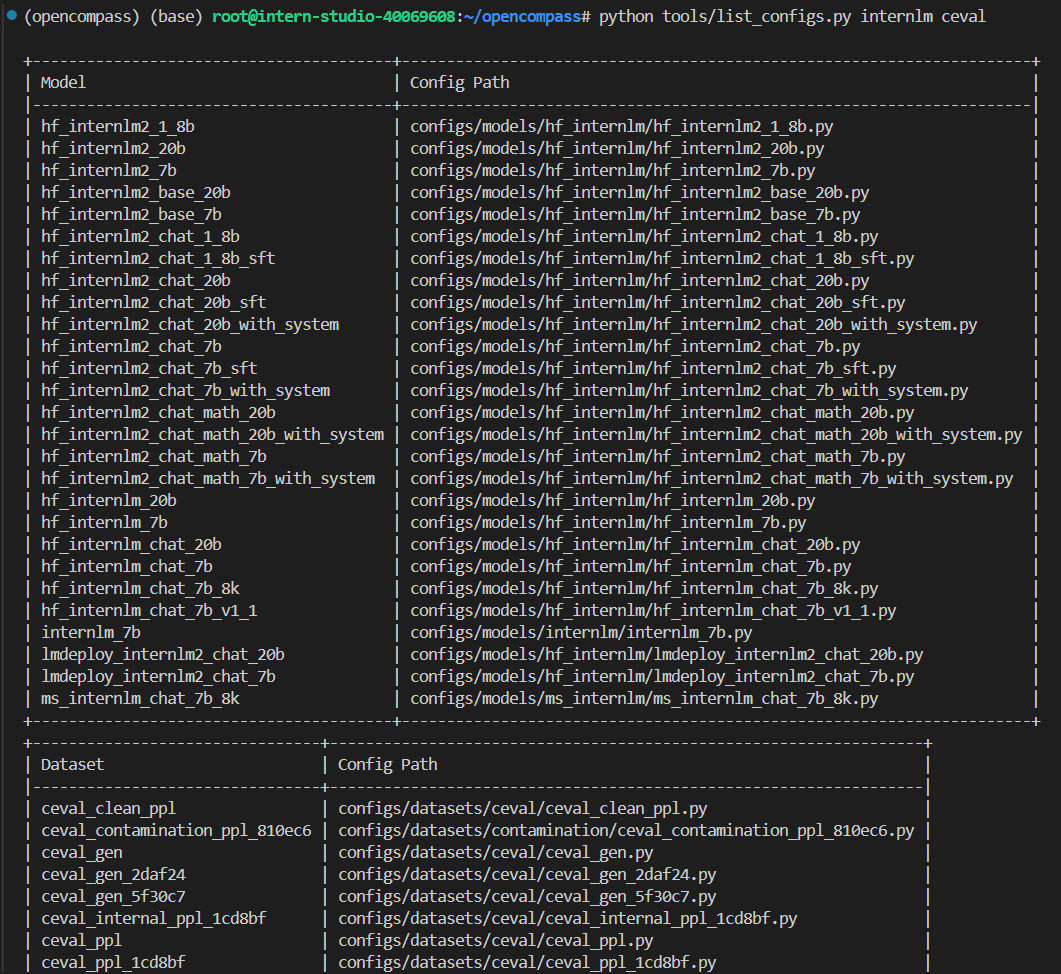 (opencompass) (base) root@intern-studio-40069608:~/opencompass# python tools/list_configs.py internlm ceval
+----------------------------------------+----------------------------------------------------------------------+
| Model                                  | Config Path                                                          |
|----------------------------------------+----------------------------------------------------------------------|
| hf_internlm2_1_8b                      | configs/models/hf_internlm/hf_internlm2_1_8b.py                      |
| hf_internlm2_20b                       | configs/models/hf_internlm/hf_internlm2_20b.py                       |
| hf_internlm2_7b                        | configs/models/hf_internlm/hf_internlm2_7b.py                        |
| hf_internlm2_base_20b                  | configs/models/hf_internlm/hf_internlm2_base_20b.py                  |
| hf_internlm2_base_7b                   | configs/models/hf_internlm/hf_internlm2_base_7b.py                   |
| hf_internlm2_chat_1_8b                 | configs/models/hf_internlm/hf_internlm2_chat_1_8b.py                 |
| hf_internlm2_chat_1_8b_sft             | configs/models/hf_internlm/hf_internlm2_chat_1_8b_sft.py             |
| hf_internlm2_chat_20b                  | configs/models/hf_internlm/hf_internlm2_chat_20b.py                  |
| hf_internlm2_chat_20b_sft              | configs/models/hf_internlm/hf_internlm2_chat_20b_sft.py              |
| hf_internlm2_chat_20b_with_system      | configs/models/hf_internlm/hf_internlm2_chat_20b_with_system.py      |
| hf_internlm2_chat_7b                   | configs/models/hf_internlm/hf_internlm2_chat_7b.py                   |
| hf_internlm2_chat_7b_sft               | configs/models/hf_internlm/hf_internlm2_chat_7b_sft.py               |
| hf_internlm2_chat_7b_with_system       | configs/models/hf_internlm/hf_internlm2_chat_7b_with_system.py       |
| hf_internlm2_chat_math_20b             | configs/models/hf_internlm/hf_internlm2_chat_math_20b.py             |
| hf_internlm2_chat_math_20b_with_system | configs/models/hf_internlm/hf_internlm2_chat_math_20b_with_system.py |
| hf_internlm2_chat_math_7b              | configs/models/hf_internlm/hf_internlm2_chat_math_7b.py              |
| hf_internlm2_chat_math_7b_with_system  | configs/models/hf_internlm/hf_internlm2_chat_math_7b_with_system.py  |
| hf_internlm_20b                        | configs/models/hf_internlm/hf_internlm_20b.py                        |
| hf_internlm_7b                         | configs/models/hf_internlm/hf_internlm_7b.py                         |
| hf_internlm_chat_20b                   | configs/models/hf_internlm/hf_internlm_chat_20b.py                   |
| hf_internlm_chat_7b                    | configs/models/hf_internlm/hf_internlm_chat_7b.py                    |
| hf_internlm_chat_7b_8k                 | configs/models/hf_internlm/hf_internlm_chat_7b_8k.py                 |
| hf_internlm_chat_7b_v1_1               | configs/models/hf_internlm/hf_internlm_chat_7b_v1_1.py               |
| internlm_7b                            | configs/models/internlm/internlm_7b.py                               |
| lmdeploy_internlm2_chat_20b            | configs/models/hf_internlm/lmdeploy_internlm2_chat_20b.py            |
| lmdeploy_internlm2_chat_7b             | configs/models/hf_internlm/lmdeploy_internlm2_chat_7b.py             |
| ms_internlm_chat_7b_8k                 | configs/models/ms_internlm/ms_internlm_chat_7b_8k.py                 |
+----------------------------------------+----------------------------------------------------------------------+
+--------------------------------+------------------------------------------------------------------+
| Dataset                        | Config Path                                                      |
|--------------------------------+------------------------------------------------------------------|
| ceval_clean_ppl                | configs/datasets/ceval/ceval_clean_ppl.py                        |
| ceval_contamination_ppl_810ec6 | configs/datasets/contamination/ceval_contamination_ppl_810ec6.py |
| ceval_gen                      | configs/datasets/ceval/ceval_gen.py                              |
| ceval_gen_2daf24               | configs/datasets/ceval/ceval_gen_2daf24.py                       |
| ceval_gen_5f30c7               | configs/datasets/ceval/ceval_gen_5f30c7.py                       |
| ceval_internal_ppl_1cd8bf      | configs/datasets/ceval/ceval_internal_ppl_1cd8bf.py              |
| ceval_ppl                      | configs/datasets/ceval/ceval_ppl.py                              |
| ceval_ppl_1cd8bf               | configs/datasets/ceval/ceval_ppl_1cd8bf.py                       |